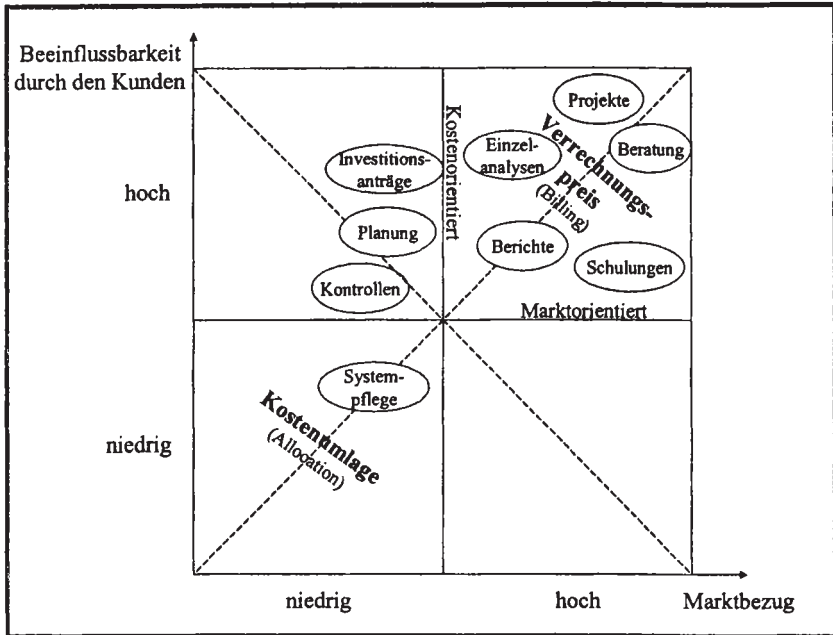 Beeinflussbarkeit
durch den Kunden
hoch
niedrig
Kostenorientiert
Projekte
Verrechnungs-
preis
(Billing)
Beratung
Einzel-
analysen
Investitions-
anträge
Planung
Kontrollen
Berichte
Schulungen
Marktorientiert
System-
pflege
Kostenumlage
(Allocation)
niedrig
hoch
Marktbezug